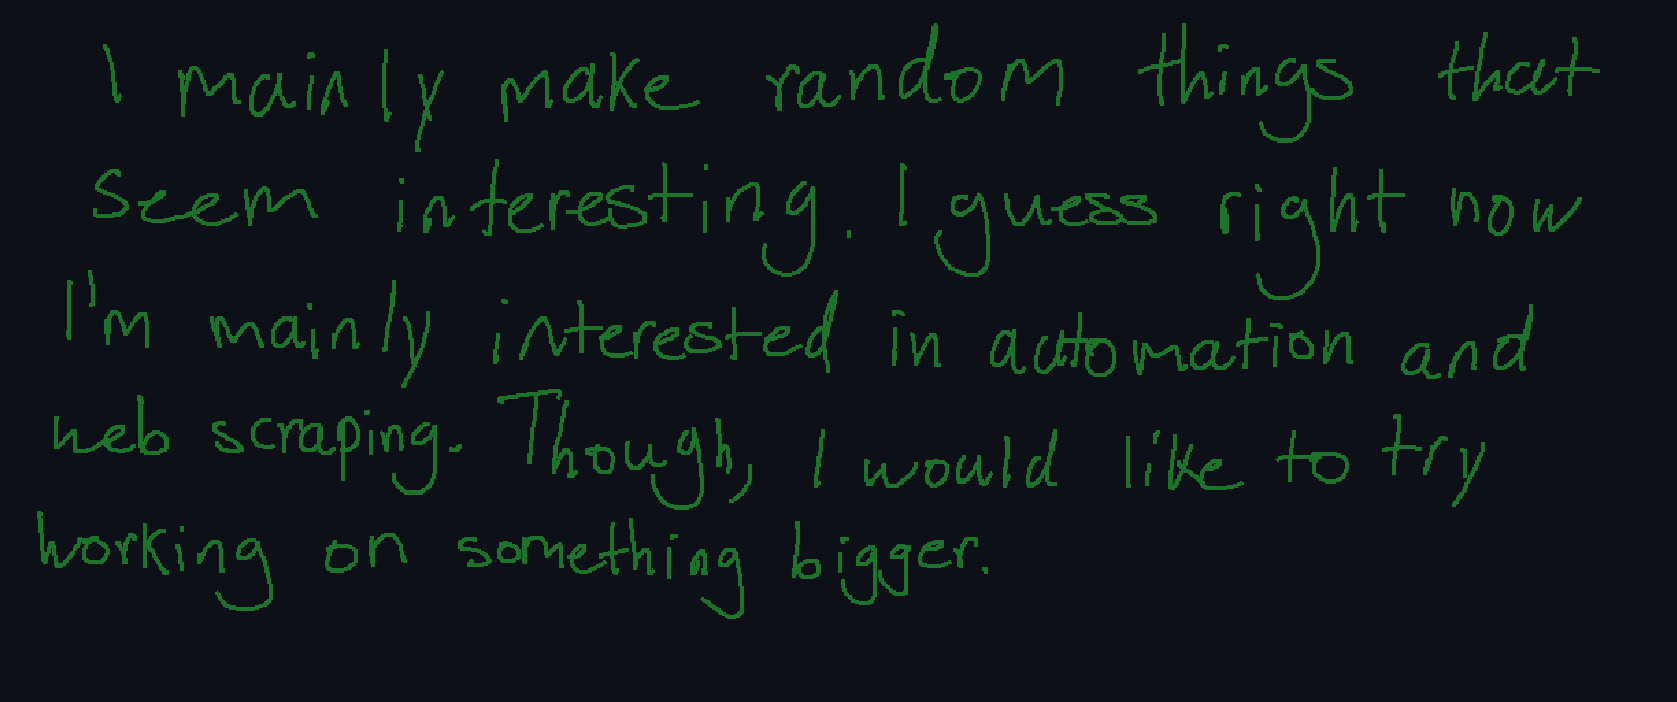 I mainly make random things that
seem interesting. I guess right now
I'm mainly interested in automation and
web scraping. Though, I would like to try
working on something bigger.